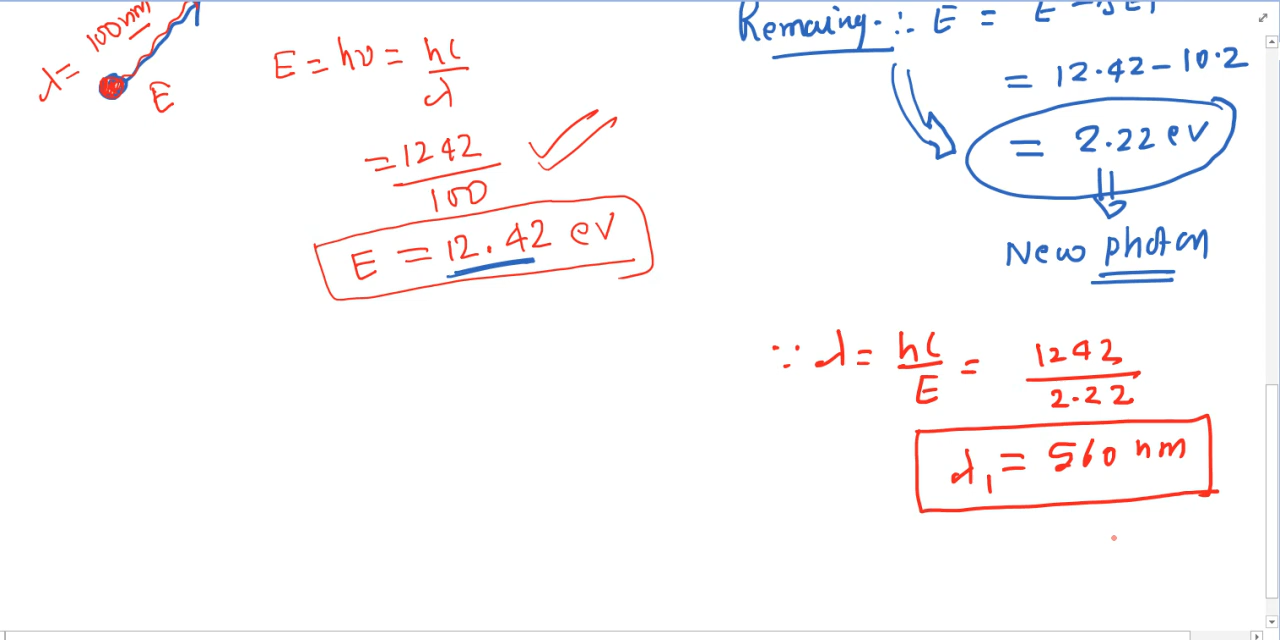 λ = 100nm
E
E = hν = hc/λ
= 1242/100
E = 12.42 eV
Remaing ∴ E =
= 12.42 - 10.2
= 2.22 eV
New photon
∵ λ = hc/E = 1242/2.22
λ₁ = 560 nm